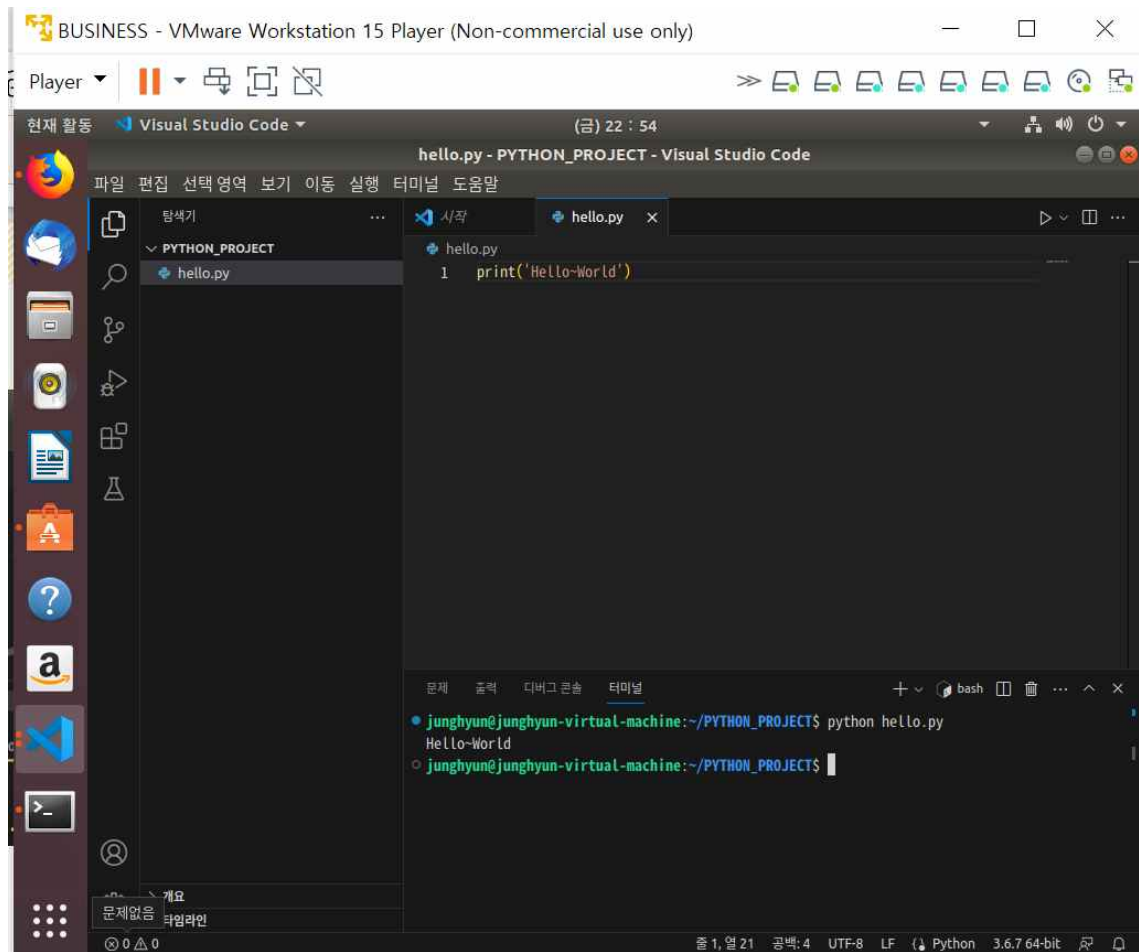 BUSINESS - VMware Workstation 15 Player (Non-commercial use only)
Player
현재 활동 Visual Studio Code (금) 22 : 54
hello.py - PYTHON_PROJECT - Visual Studio Code
파일 편집 선택 영역 보기 이동 실행 터미널 도움말
탐색기
시작 hello.py
PYTHON_PROJECT
hello.py
hello.py
1 print('Hello~World')
문제 출력 디버그 콘솔 터미널 bash
junghyun@junghyun-virtual-machine:~/PYTHON_PROJECT$ python hello.py
Hello~World
junghyun@junghyun-virtual-machine:~/PYTHON_PROJECT$
개요
문제없음
타임라인
0 0 줄 1, 열 21 공백: 4 UTF-8 LF Python 3.6.7 64-bit